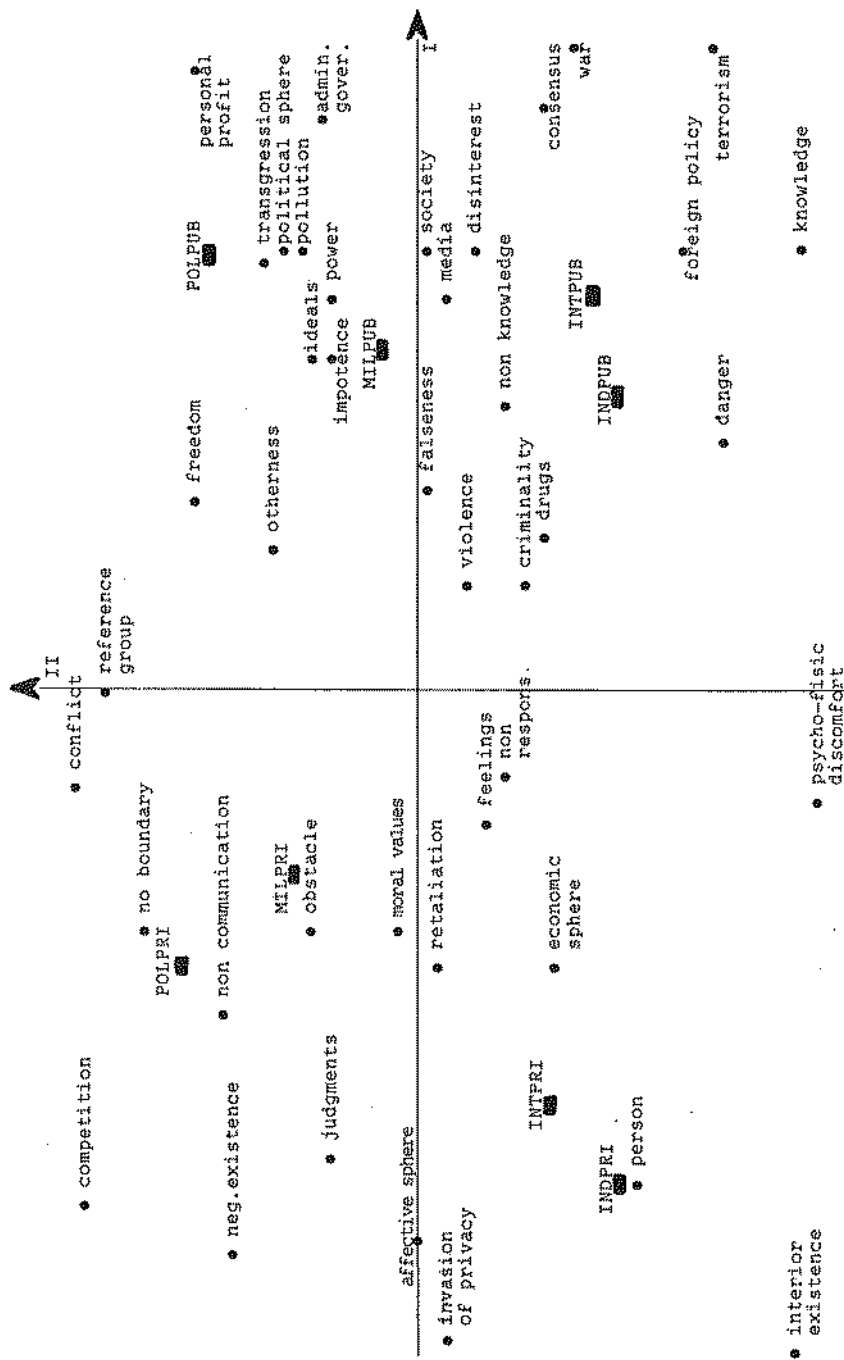 II
conflict
competition
reference
group
no boundary
POLPRI
freedom
POLPUB
personal
profit
non communication
neg.existence
otherness
transgression
political sphere
pollution
MILPRI
obstacle
ideals
admin.
gover.
judgments
impotence
power
MILPUB
moral values
affective sphere
falseness
society
I
retaliation
media
invasion
of privacy
violence
disinterest
feelings
non
respons.
non knowledge
criminality
drugs
INTPRI
economic
sphere
consensus
war
INTPUB
INDPRI
person
INDPUB
foreign policy
terrorism
danger
interior
existence
psycho-fisic
discomfort
knowledge